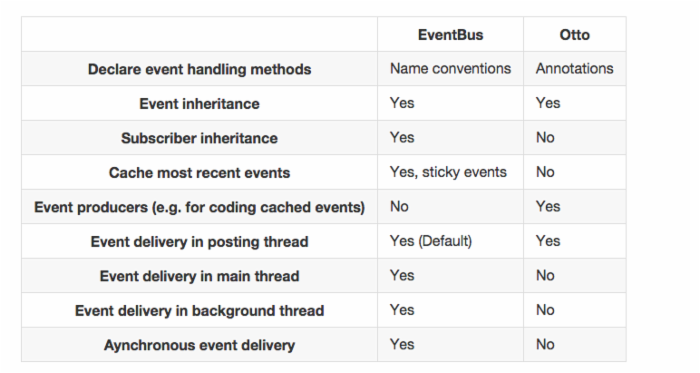 EventBus Otto
Declare event handling methods Name conventions Annotations
Event inheritance Yes Yes
Subscriber inheritance Yes No
Cache most recent events Yes, sticky events No
Event producers (e.g. for coding cached events) No Yes
Event delivery in posting thread Yes (Default) Yes
Event delivery in main thread Yes No
Event delivery in background thread Yes No
Aynchronous event delivery Yes No